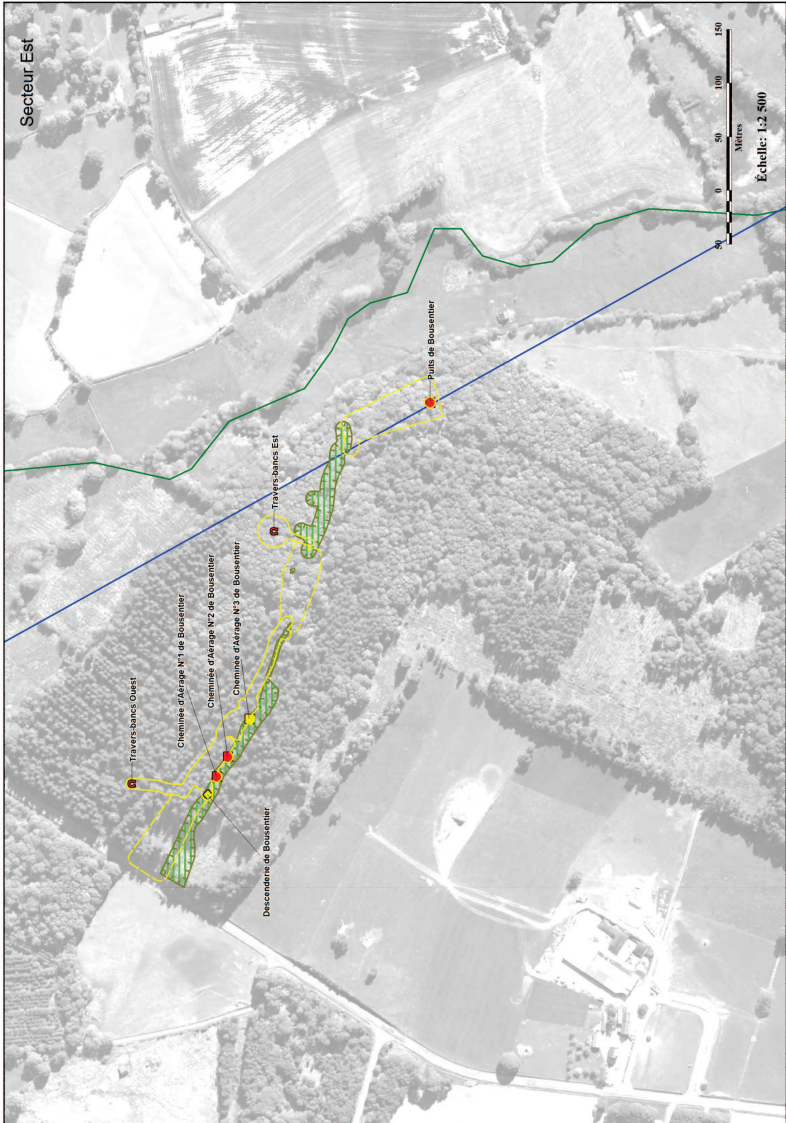 Secteur Est
Travers-bancs Ouest
Cheminée d'Aérage N°1 de Bousentier
Cheminée d'Aérage N°2 de Bousentier
Cheminée d'Aérage N°3 de Bousentier
Travers-bancs Est
Puits de Bousentier
Descenderie de Bousentier
50 0 50 100 150
Mètres
Échelle: 1:2 500